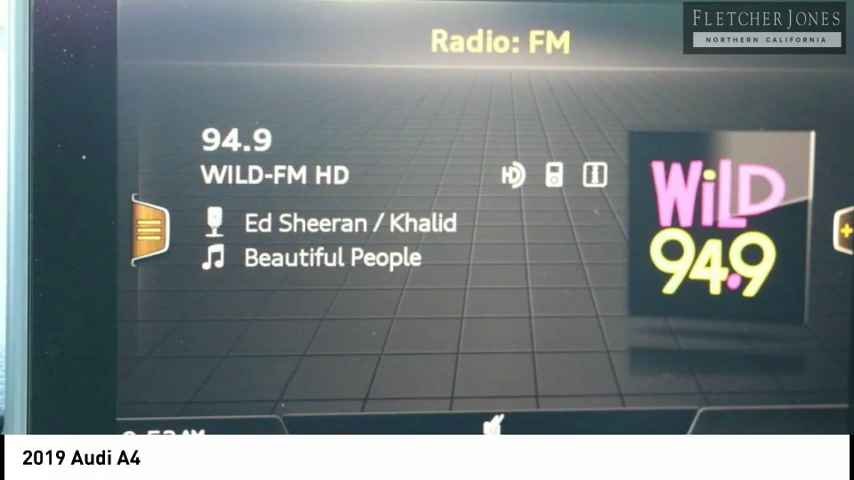 FLETCHER JONES
NORTHERN CALIFORNIA
Radio: FM
94.9
WILD-FM HD
HD
Ed Sheeran / Khalid
Beautiful People
WiLD
94.9
2019 Audi A4